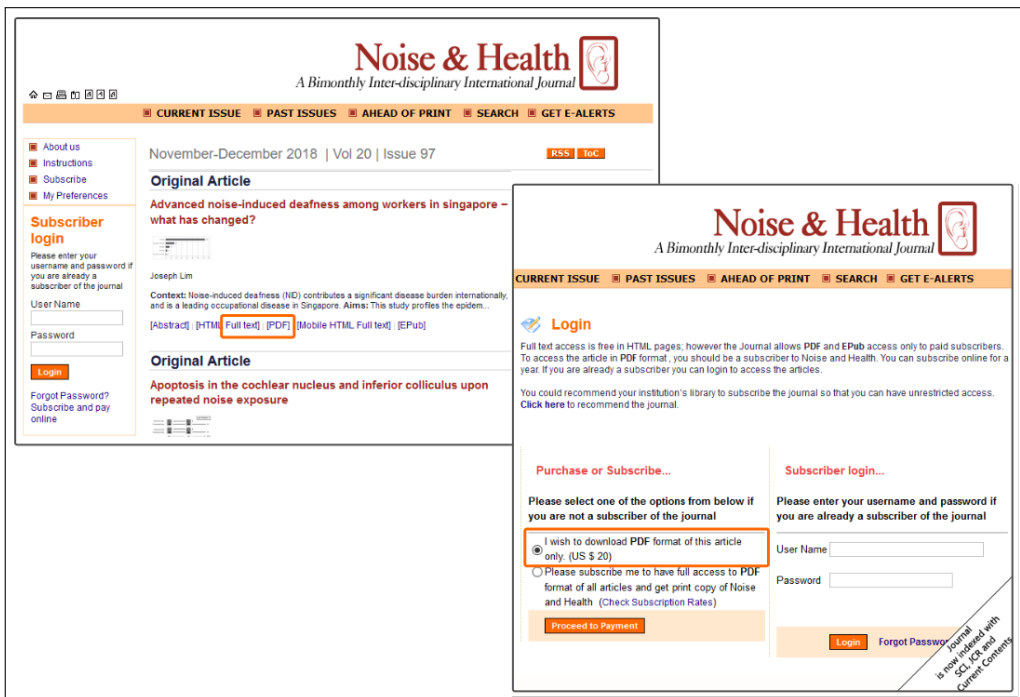 Noise & Health
A Bimonthly Inter-disciplinary International Journal
CURRENT ISSUE PAST ISSUES AHEAD OF PRINT SEARCH GET E-ALERTS
About us
Instructions
Subscribe
My Preferences
Subscriber
login
Please enter your
username and password if
you are already a
subscriber of the journal
User Name
Password
Login
Forgot Password?
Subscribe and pay
online
November-December 2018 | Vol 20 | Issue 97
RSS ToC
Original Article
Advanced noise-induced deafness among workers in singapore –
what has changed?
Joseph Lim
Context: Noise-induced deafness (NID) contributes a significant disease burden internationally,
and is a leading occupational disease in Singapore. Aims: This study profiles the epidem...
[Abstract] | [HTML Full text] | [PDF] [Mobile HTML Full text] | [EPub]
Original Article
Apoptosis in the cochlear nucleus and inferior colliculus upon
repeated noise exposure
Noise & Health
A Bimonthly Inter-disciplinary International Journal
CURRENT ISSUE PAST ISSUES AHEAD OF PRINT SEARCH GET E-ALERTS
Login
Full text access is free in HTML pages; however the Journal allows PDF and EPub access only to paid subscribers.
To access the article in PDF format , you should be a subscriber to Noise and Health. You can subscribe online for a
year. If you are already a subscriber you can login to access the articles.
You could recommend your institution's library to subscribe the journal so that you can have unrestricted access.
Click here to recommend the journal.
Purchase or Subscribe...
Please select one of the options from below if
you are not a subscriber of the journal
I wish to download PDF format of this article
only. (US $ 20)
Please subscribe me to have full access to PDF
format of all articles and get print copy of Noise
and Health (Check Subscription Rates)
Proceed to Payment
Subscriber login...
Please enter your username and password if
you are already a subscriber of the journal
User Name
Password
Login Forgot Passwo
Journal
is now indexed with
SCI, JCR and
Current Contents